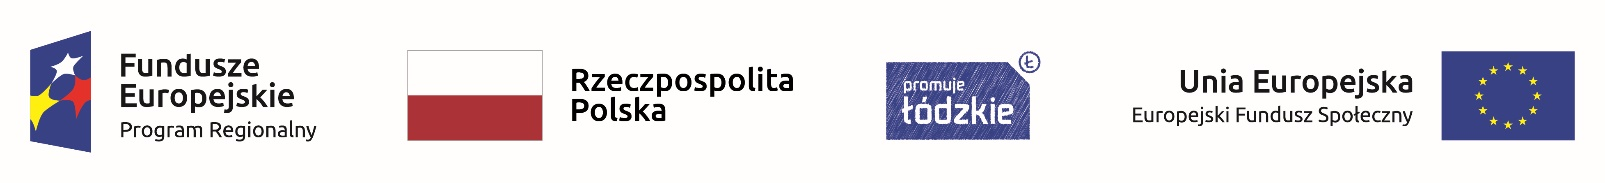 Fundusze
Europejskie
Program Regionalny
Rzeczpospolita
Polska
promuje
łódzkie
Ł
Unia Europejska
Europejski Fundusz Społeczny